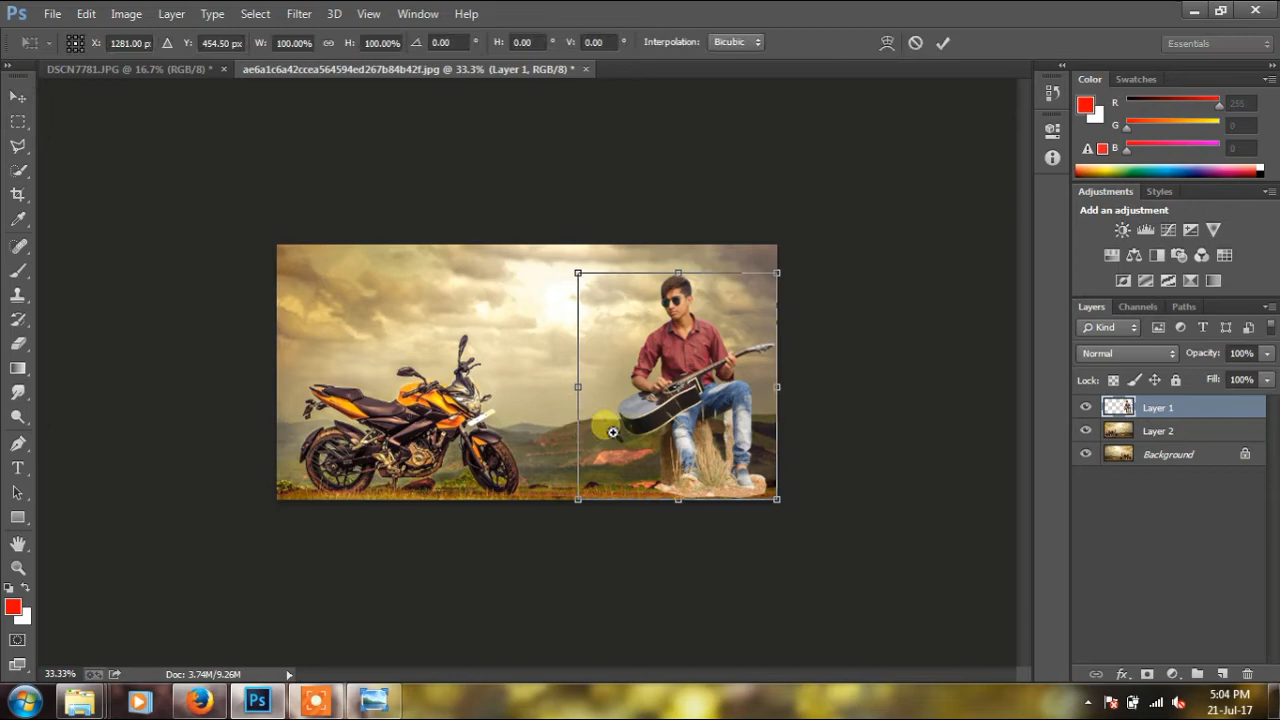 Ps File Edit Image Layer Type Select Filter 3D View Window Help
X: 1281.00 px Y: 454.50 px W: 100.00% H: 100.00% 0.00 ° H: 0.00 ° V: 0.00 ° Interpolation: Bicubic Essentials
DSCN7781.JPG @ 16.7% (RGB/8) * × ae6a1c6a42ccea564594ed267b84b42f.jpg @ 33.3% (Layer 1, RGB/8) * ×
Color Swatches
R 255
G 0
B 0
Adjustments Styles
Add an adjustment
Layers Channels Paths
Kind
Normal Opacity: 100%
Lock: Fill: 100%
Layer 1
Layer 2
Background
33.33% Doc: 3.74M/9.26M
Ps
5:04 PM
21-Jul-17